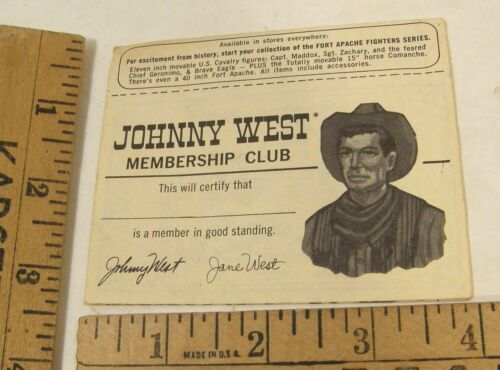 Available in stores everywhere:
For excitement from history, start your collection of the FORT APACHE FIGHTERS SERIES.
Eleven inch movable U.S. Cavalry figures: Capt. Maddox, Sgt. Zachary, and the feared
Chief Geronimo, & Brave Eagle — PLUS the Totally movable 15" horse Comanche.
There's even a 40 inch Fort Apache. All items include accessories.
JOHNNY WEST*
MEMBERSHIP CLUB
This will certify that
is a member in good standing.
Johnny West Jane West
1
2
3
1
2
3
4
MADE IN U.S.A.